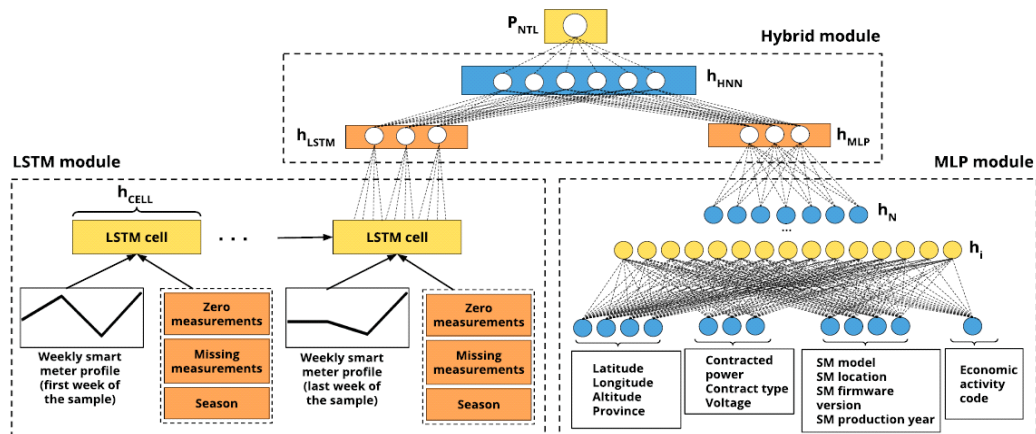 P_NTL
Hybrid module
h_HNN
h_LSTM
h_MLP
LSTM module
MLP module
h_CELL
LSTM cell
. . .
LSTM cell
h_N
...
h_i
Zero
measurements
Missing
measurements
Season
Zero
measurements
Missing
measurements
Season
Weekly smart
meter profile
(first week of
the sample)
Weekly smart
meter profile
(last week of
the sample)
Latitude
Longitude
Altitude
Province
Contracted
power
Contract type
Voltage
SM model
SM location
SM firmware
version
SM production year
Economic
activity
code